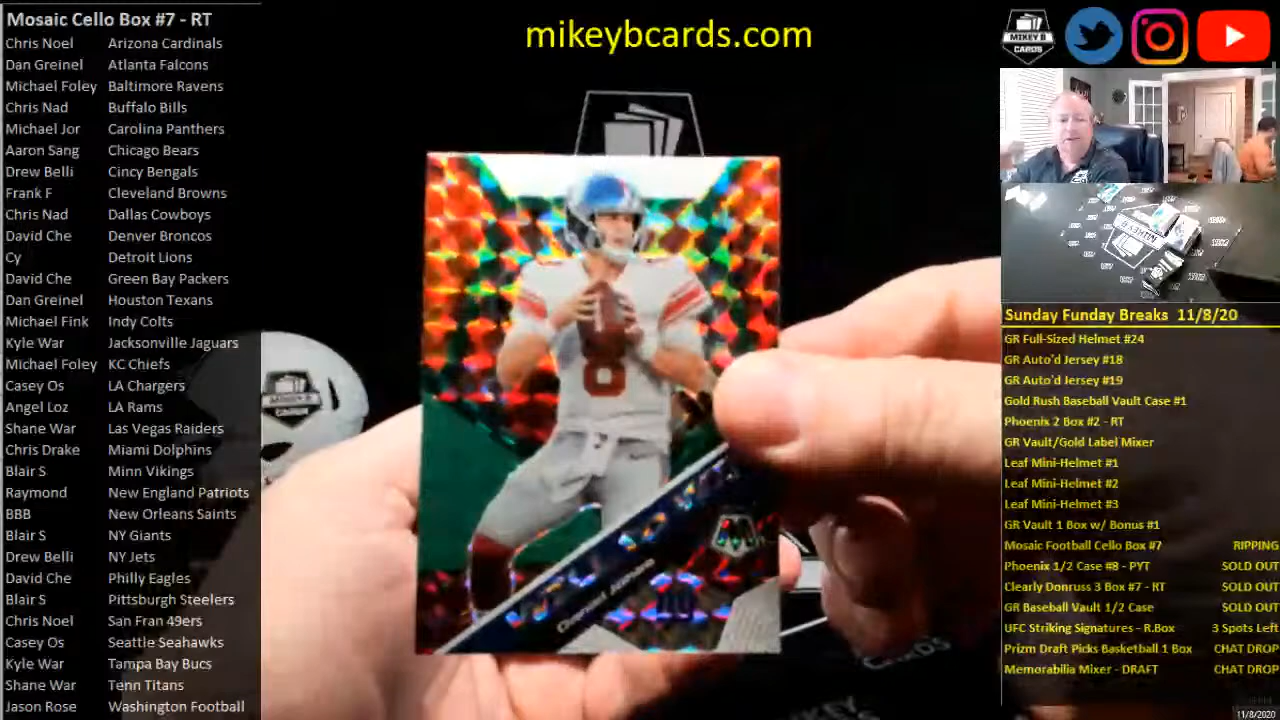 Mosaic Cello Box #7 - RT
Chris Noel Arizona Cardinals
Dan Greinel Atlanta Falcons
Michael Foley Baltimore Ravens
Chris Nad Buffalo Bills
Michael Jor Carolina Panthers
Aaron Sang Chicago Bears
Drew Belli Cincy Bengals
Frank F Cleveland Browns
Chris Nad Dallas Cowboys
David Che Denver Broncos
Cy Detroit Lions
David Che Green Bay Packers
Dan Greinel Houston Texans
Michael Fink Indy Colts
Kyle War Jacksonville Jaguars
Michael Foley KC Chiefs
Casey Os LA Chargers
Angel Loz LA Rams
Shane War Las Vegas Raiders
Chris Drake Miami Dolphins
Blair S Minn Vikings
Raymond New England Patriots
BBB New Orleans Saints
Blair S NY Giants
Drew Belli NY Jets
David Che Philly Eagles
Blair S Pittsburgh Steelers
Chris Noel San Fran 49ers
Casey Os Seattle Seahawks
Kyle War Tampa Bay Bucs
Shane War Tenn Titans
Jason Rose Washington Football
mikeybcards.com
8
CARDS
MIKEY B
CARDS
Sunday Funday Breaks 11/8/20
GR Full-Sized Helmet #24
GR Auto'd Jersey #18
GR Auto'd Jersey #19
Gold Rush Baseball Vault Case #1
Phoenix 2 Box #2 - RT
GR Vault/Gold Label Mixer
Leaf Mini-Helmet #1
Leaf Mini-Helmet #2
Leaf Mini-Helmet #3
GR Vault 1 Box w/ Bonus #1
Mosaic Football Cello Box #7 RIPPING
Phoenix 1/2 Case #8 - PYT SOLD OUT
Clearly Donruss 3 Box #7 - RT SOLD OUT
GR Baseball Vault 1/2 Case SOLD OUT
UFC Striking Signatures - R.Box 3 Spots Left
Prizm Draft Picks Basketball 1 Box CHAT DROP
Memorabilia Mixer - DRAFT CHAT DROP
11/8/2020